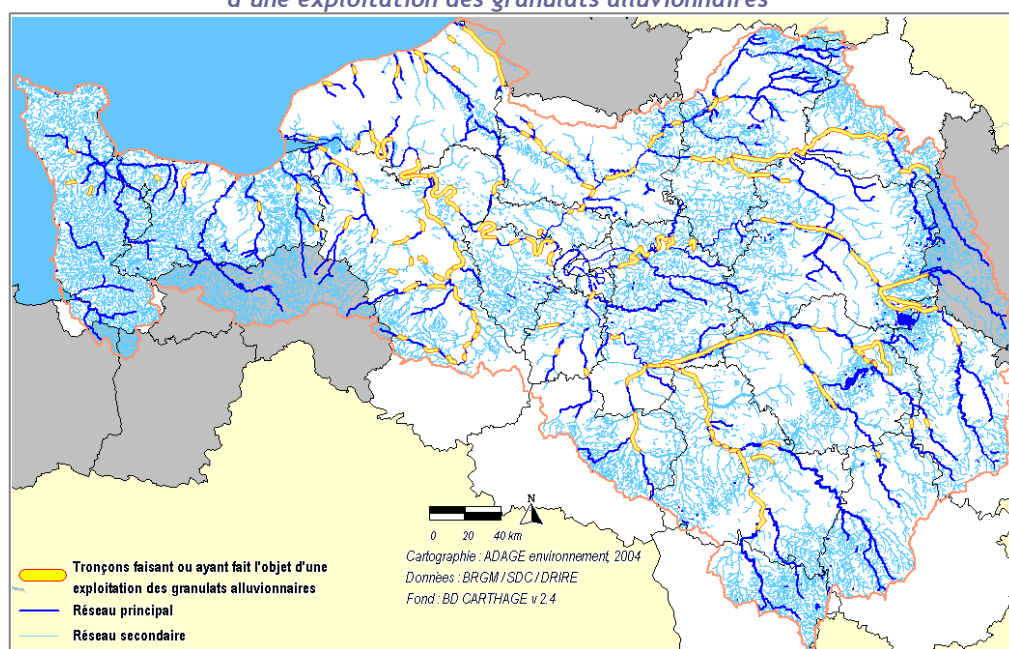 d'une exploitation des granulats alluvionnaires
N
0 20 40 km
Cartographie : ADAGE environnement, 2004
Données : BRGM / SDC / DRIRE
Fond : BD CARTHAGE v 2.4
Tronçons faisant ou ayant fait l'objet d'une
exploitation des granulats alluvionnaires
Réseau principal
Réseau secondaire